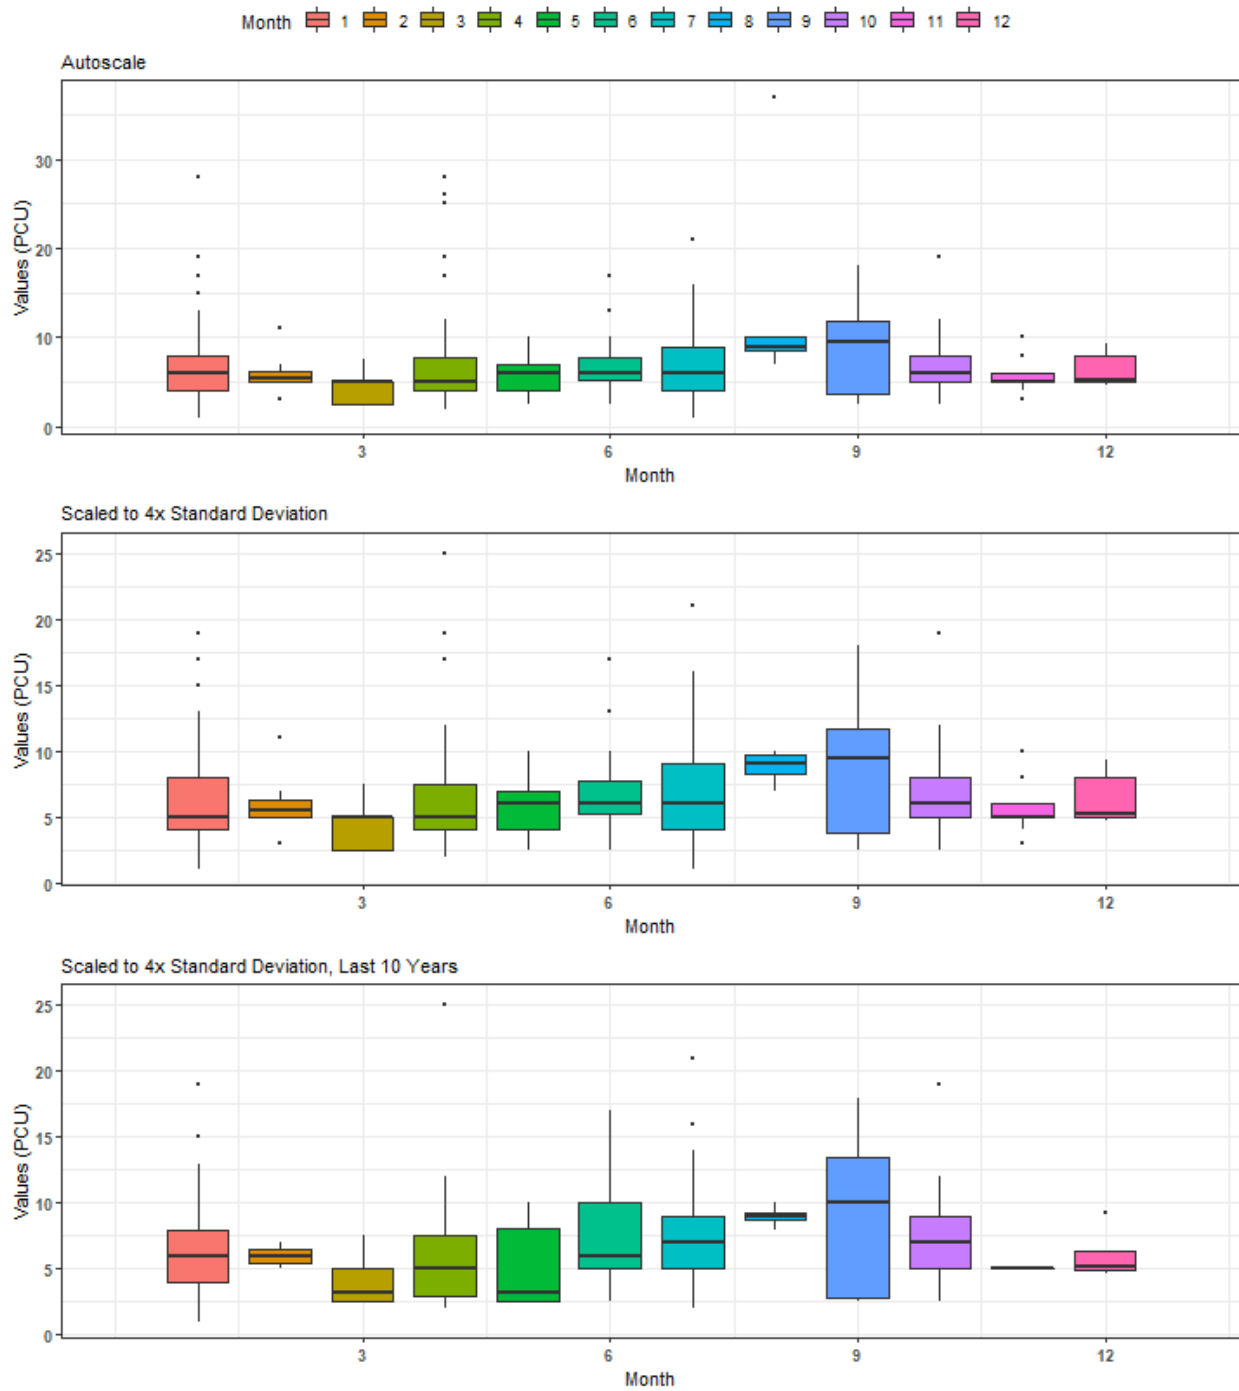 Month 1 2 3 4 5 6 7 8 9 10 11 12
Autoscale
Values (PCU)
30
20
10
0
3 6 9 12
Month
Scaled to 4x Standard Deviation
Values (PCU)
25
20
15
10
5
0
3 6 9 12
Month
Scaled to 4x Standard Deviation, Last 10 Years
Values (PCU)
25
20
15
10
5
0
3 6 9 12
Month